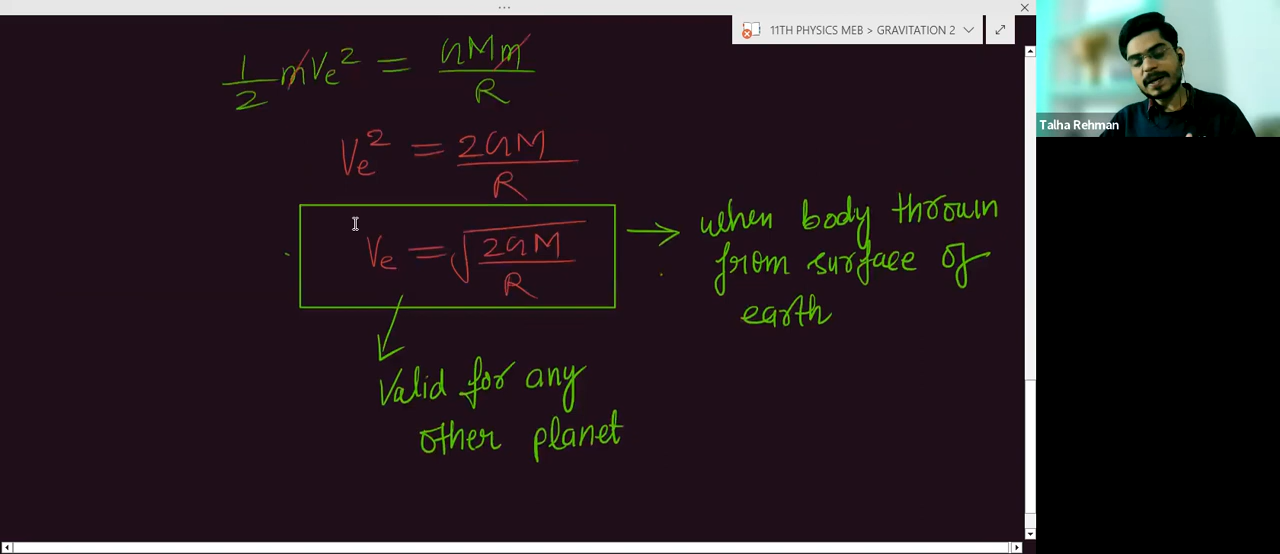 11TH PHYSICS MEB > GRAVITATION 2
Talha Rehman
1/2 mVe² = GMm/R
Ve² = 2GM/R
Ve = √(2GM/R)
→ when body thrown
from surface of
earth
Valid for any
other planet